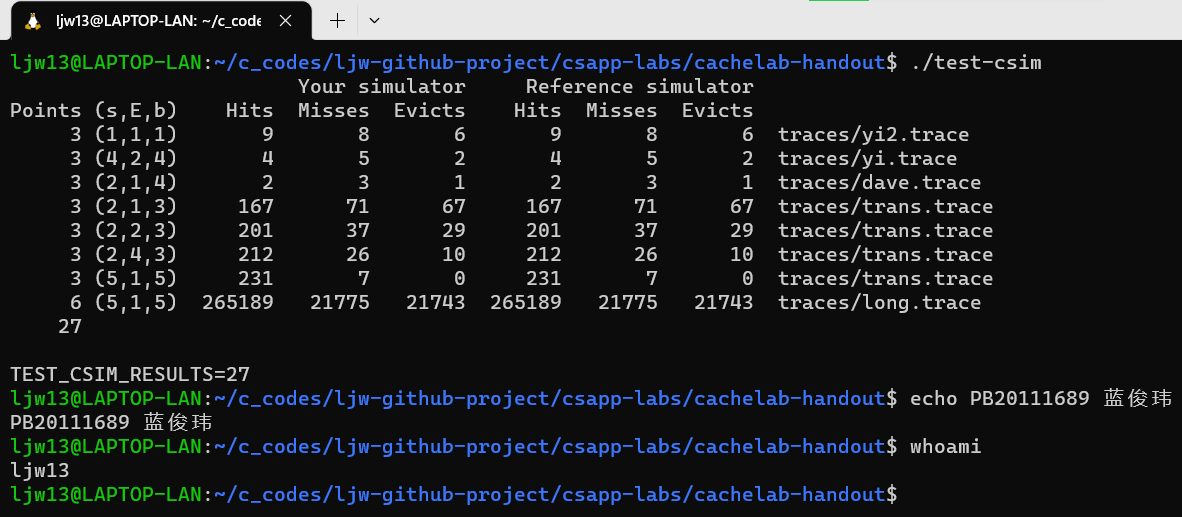 ljw13@LAPTOP-LAN: ~/c_code
ljw13@LAPTOP-LAN:~/c_codes/ljw-github-project/csapp-labs/cachelab-handout$ ./test-csim
                        Your simulator     Reference simulator
Points (s,E,b)    Hits  Misses  Evicts    Hits  Misses  Evicts
     3 (1,1,1)       9       8       6       9       8       6  traces/yi2.trace
     3 (4,2,4)       4       5       2       4       5       2  traces/yi.trace
     3 (2,1,4)       2       3       1       2       3       1  traces/dave.trace
     3 (2,1,3)     167      71      67     167      71      67  traces/trans.trace
     3 (2,2,3)     201      37      29     201      37      29  traces/trans.trace
     3 (2,4,3)     212      26      10     212      26      10  traces/trans.trace
     3 (5,1,5)     231       7       0     231       7       0  traces/trans.trace
     6 (5,1,5)  265189   21775   21743  265189   21775   21743  traces/long.trace
    27
TEST_CSIM_RESULTS=27
ljw13@LAPTOP-LAN:~/c_codes/ljw-github-project/csapp-labs/cachelab-handout$ echo PB20111689 蓝俊玮
PB20111689 蓝俊玮
ljw13@LAPTOP-LAN:~/c_codes/ljw-github-project/csapp-labs/cachelab-handout$ whoami
ljw13
ljw13@LAPTOP-LAN:~/c_codes/ljw-github-project/csapp-labs/cachelab-handout$